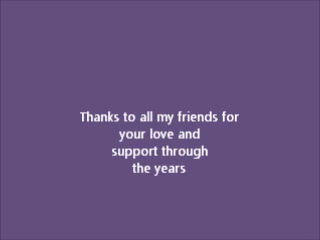 Thanks to all my friends for
your love and
support through
the years